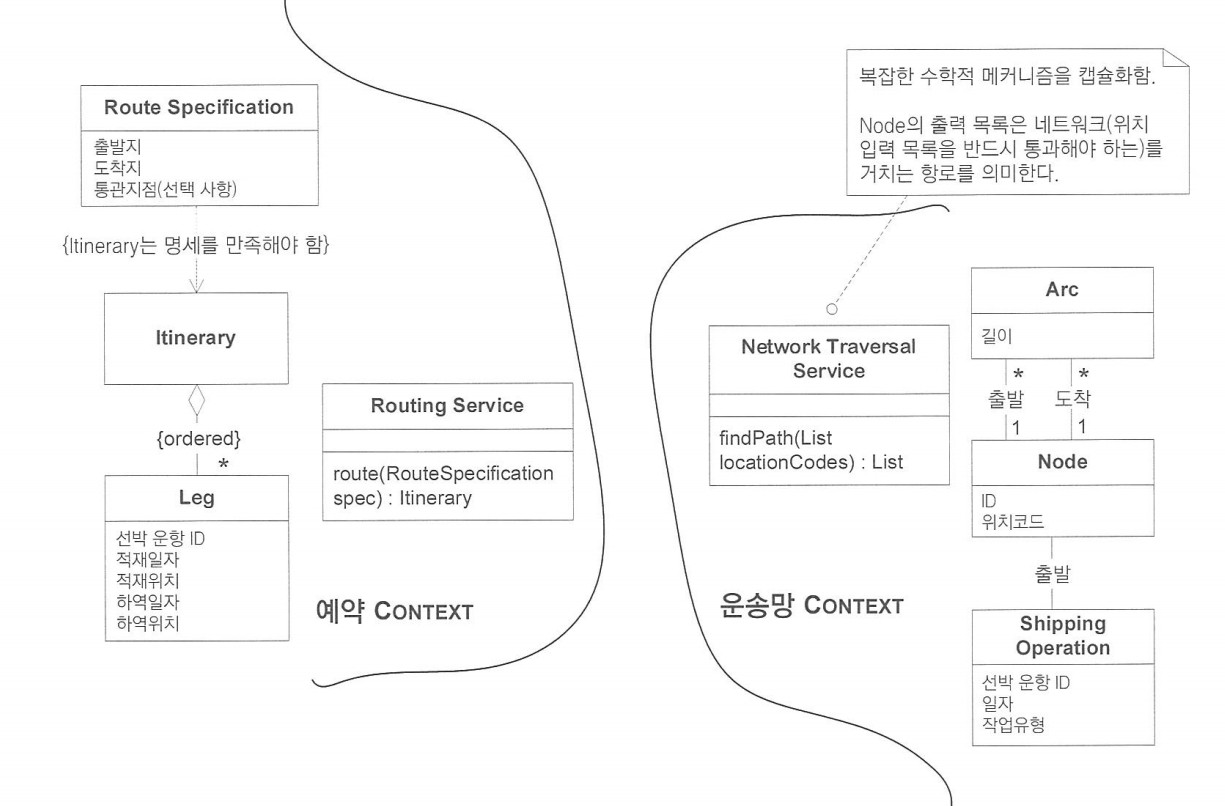 Route Specification
출발지
도착지
통관지점(선택 사항)
{Itinerary는 명세를 만족해야 함}
Itinerary
{ordered}
*
Leg
선박 운항 ID
적재일자
적재위치
하역일자
하역위치
Routing Service
route(RouteSpecification
spec) : Itinerary
예약 CONTEXT
복잡한 수학적 메커니즘을 캡슐화함.
Node의 출력 목록은 네트워크(위치
입력 목록을 반드시 통과해야 하는)를
거치는 항로를 의미한다.
Network Traversal
Service
findPath(List
locationCodes) : List
운송망 CONTEXT
Arc
길이
* *
출발 도착
1 1
Node
ID
위치코드
출발
Shipping
Operation
선박 운항 ID
일자
작업유형